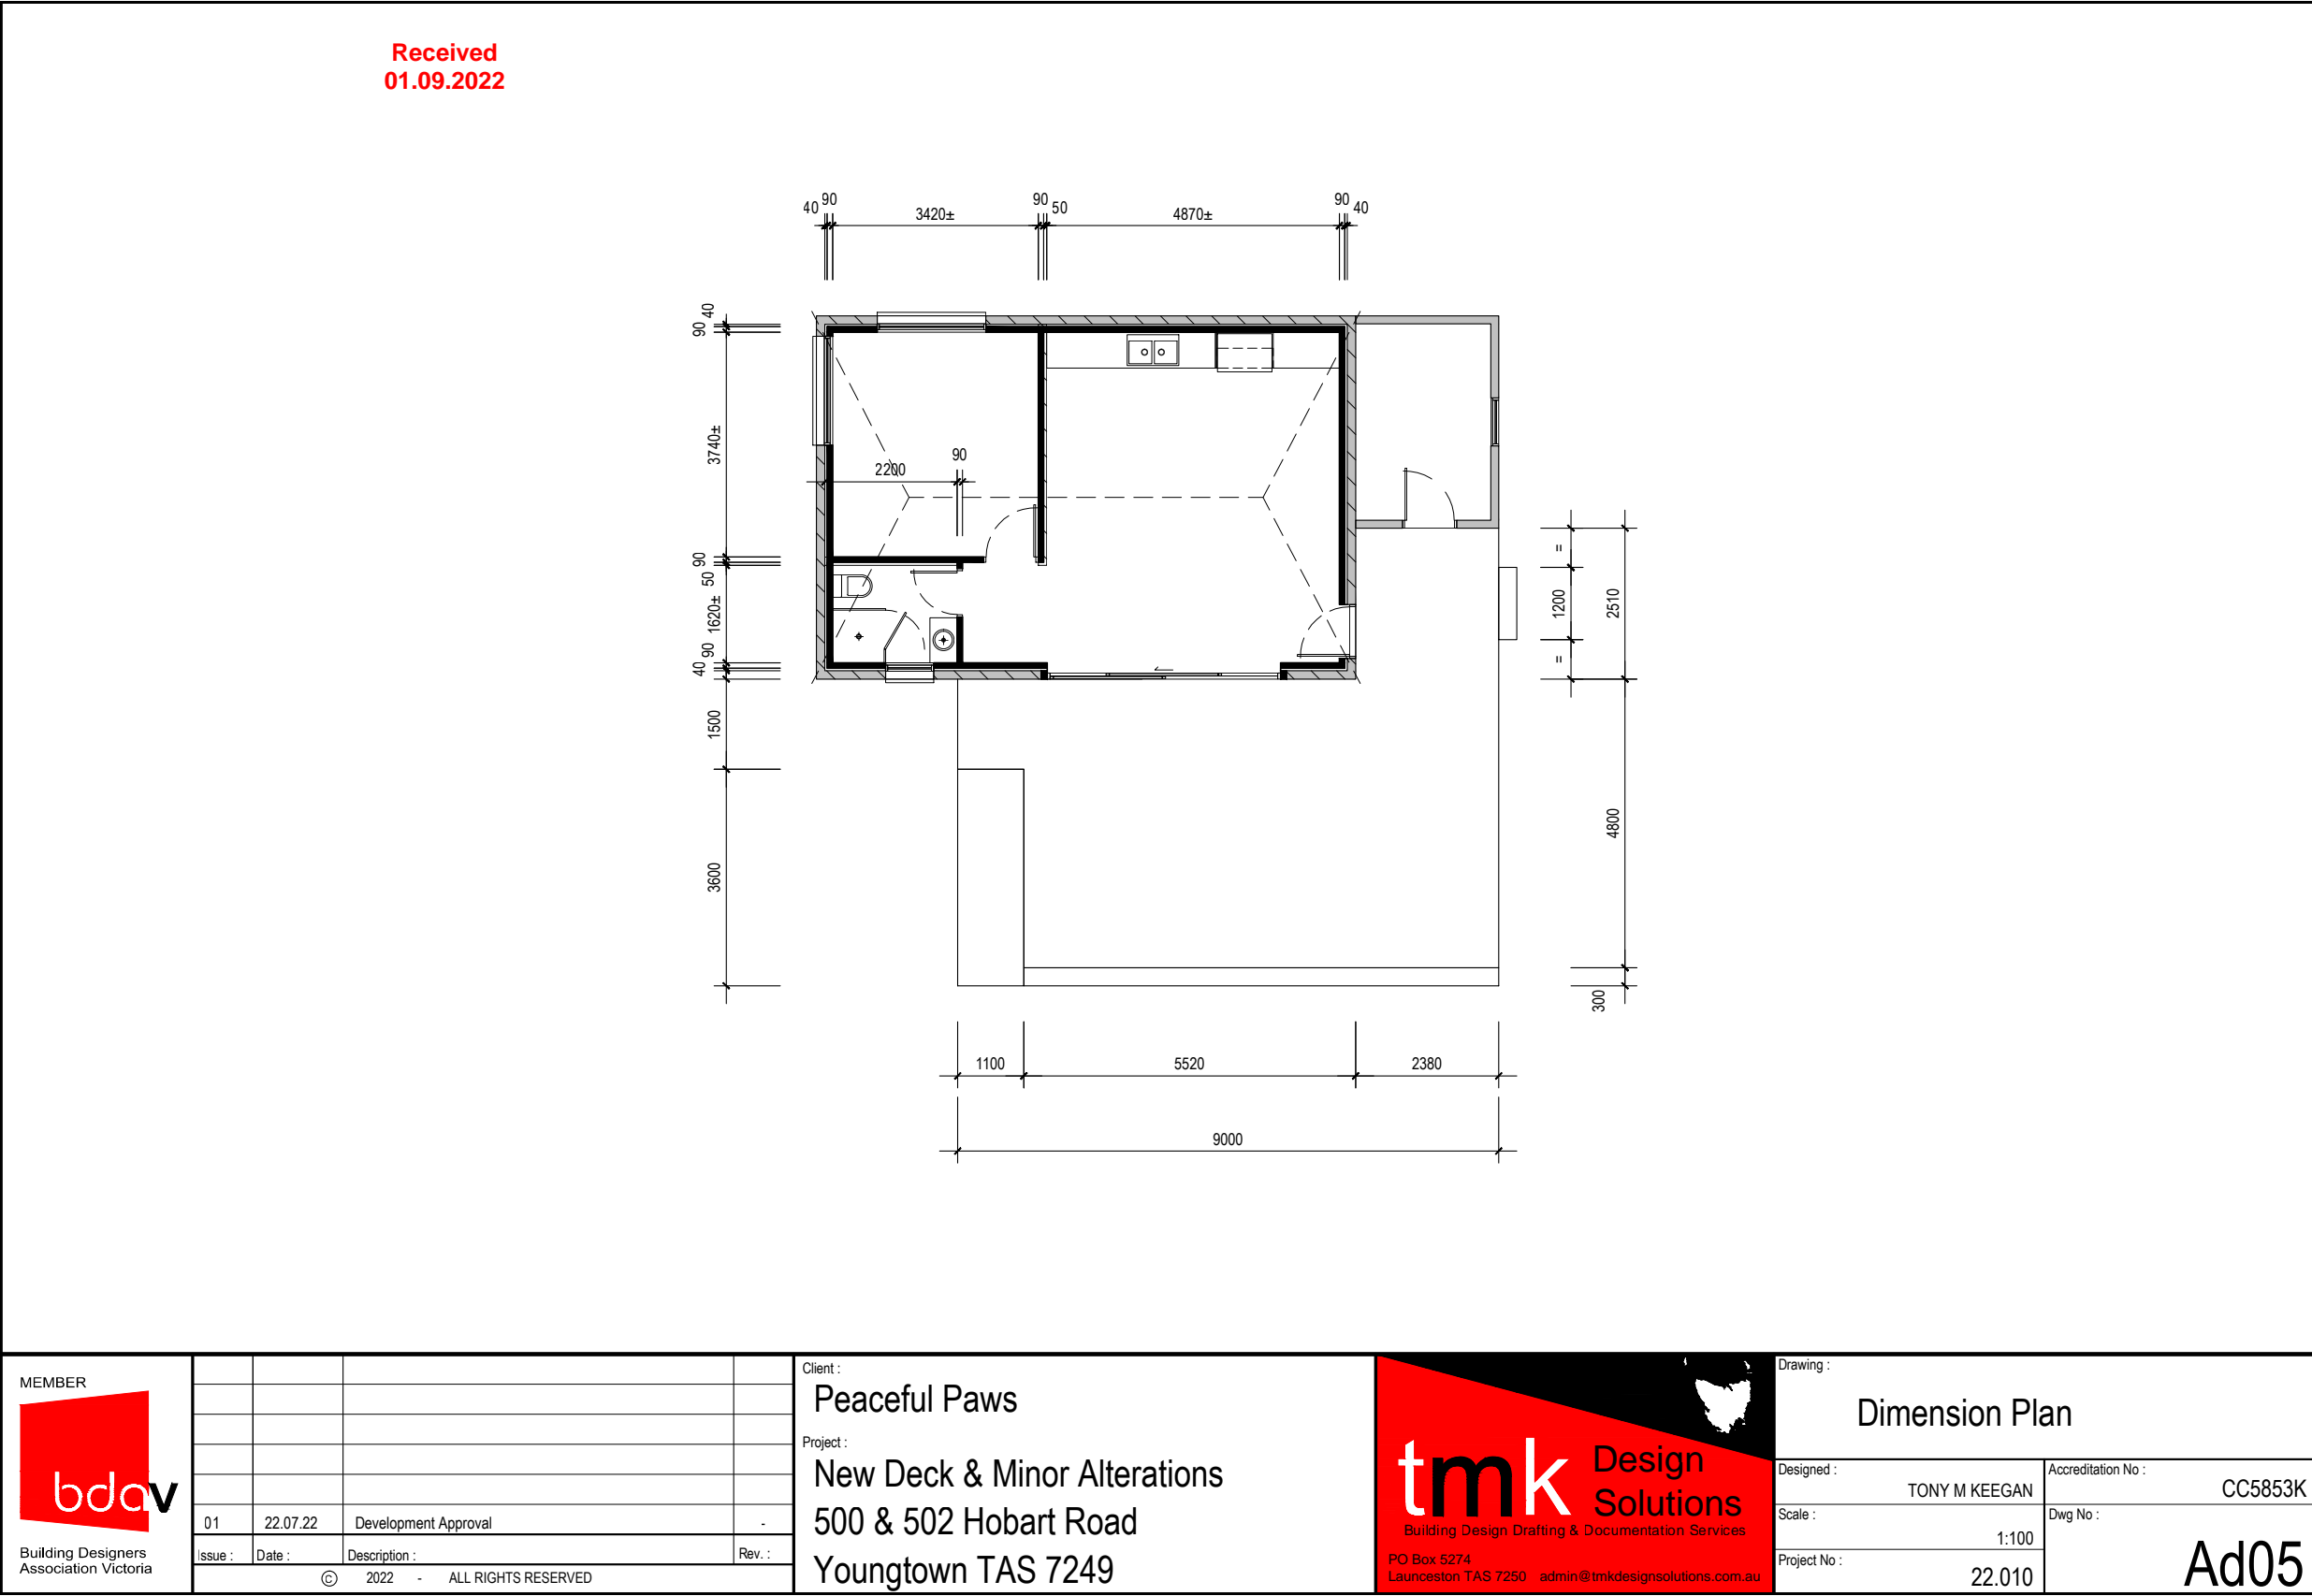 Received
01.09.2022
40 90 3420± 90 50 4870± 90 40
90 40
3740±
2200 90
90
50
1620±
40 90
1500
3600
=
1200
=
2510
4800
300
1100 5520 2380
9000
MEMBER
bdav
Building Designers
Association Victoria
01 22.07.22 Development Approval -
Issue : Date : Description : Rev. :
© 2022 - ALL RIGHTS RESERVED
Client :
Peaceful Paws
Project :
New Deck & Minor Alterations
500 & 502 Hobart Road
Youngtown TAS 7249
tmk Design
Solutions
Building Design Drafting & Documentation Services
PO Box 5274
Launceston TAS 7250 admin@tmkdesignsolutions.com.au
Drawing :
Dimension Plan
Designed :
TONY M KEEGAN
Accreditation No :
CC5853K
Scale :
1:100
Dwg No :
Ad05
Project No :
22.010